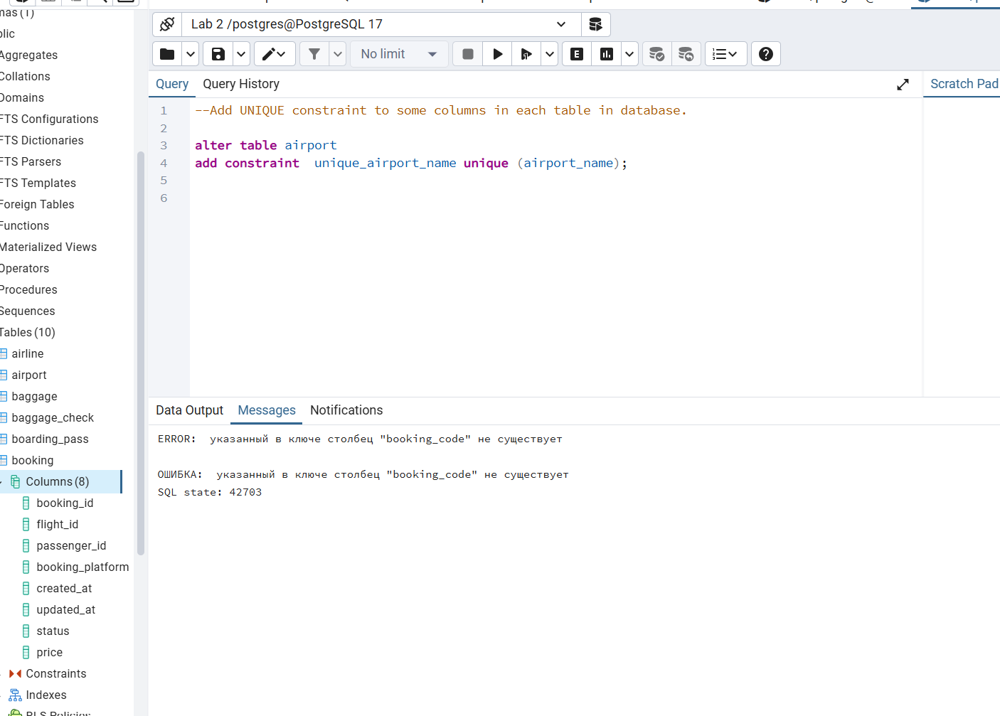 mas (1)
lic
Aggregates
Collations
Domains
FTS Configurations
FTS Dictionaries
FTS Parsers
FTS Templates
Foreign Tables
Functions
Materialized Views
Operators
Procedures
Sequences
Tables (10)
airline
airport
baggage
baggage_check
boarding_pass
booking
Columns (8)
booking_id
flight_id
passenger_id
booking_platform
created_at
updated_at
status
price
Constraints
Indexes
RLS Policies
Lab 2 /postgres@PostgreSQL 17
No limit
E
Query Query History
Scratch Pad
1 --Add UNIQUE constraint to some columns in each table in database.
2
3 alter table airport
4 add constraint  unique_airport_name unique (airport_name);
5
6
Data Output Messages Notifications
ERROR:  указанный в ключе столбец "booking_code" не существует
ОШИБКА:  указанный в ключе столбец "booking_code" не существует
SQL state: 42703